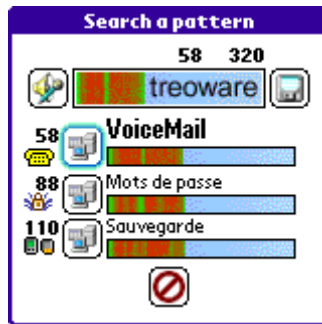 Search a pattern
58 320
treoware
58 VoiceMail
88 Mots de passe
110 Sauvegarde